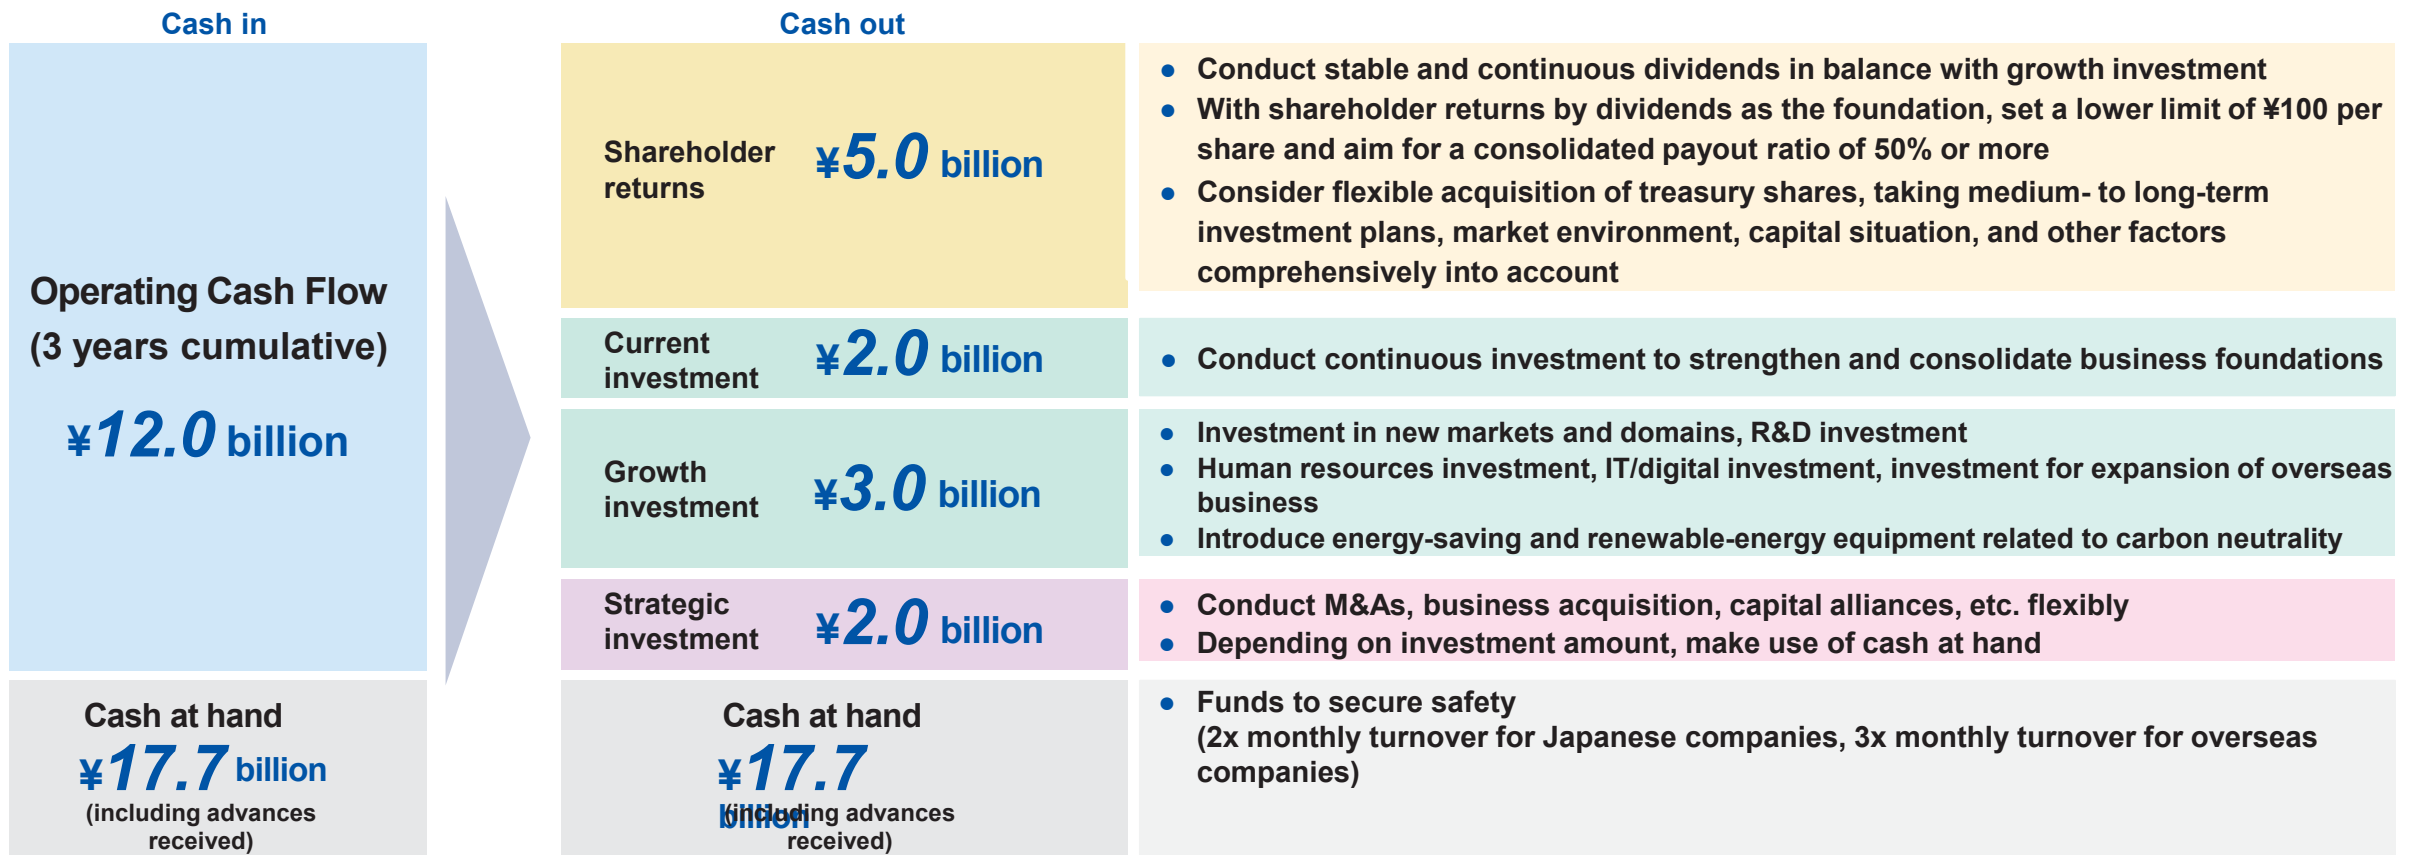 Cash in
Operating Cash Flow
(3 years cumulative)
¥12.0 billion
Cash at hand
¥17.7 billion
(including advances
received)
Cash out
Shareholder
returns
¥5.0 billion
● Conduct stable and continuous dividends in balance with growth investment
● With shareholder returns by dividends as the foundation, set a lower limit of ¥100 per
share and aim for a consolidated payout ratio of 50% or more
● Consider flexible acquisition of treasury shares, taking medium- to long-term
investment plans, market environment, capital situation, and other factors
comprehensively into account
Current
investment
¥2.0 billion
● Conduct continuous investment to strengthen and consolidate business foundations
Growth
investment
¥3.0 billion
● Investment in new markets and domains, R&D investment
● Human resources investment, IT/digital investment, investment for expansion of overseas
business
● Introduce energy-saving and renewable-energy equipment related to carbon neutrality
Strategic
investment
¥2.0 billion
● Conduct M&As, business acquisition, capital alliances, etc. flexibly
● Depending on investment amount, make use of cash at hand
Cash at hand
¥17.7
billion
(including advances
received)
● Funds to secure safety
(2x monthly turnover for Japanese companies, 3x monthly turnover for overseas
companies)